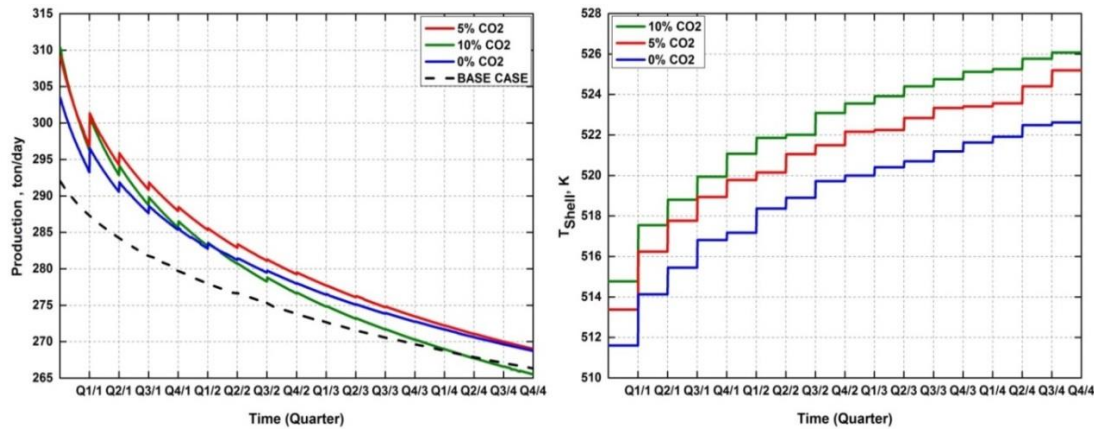 315
310
305
300
295
290
285
280
275
270
265
Production , ton/day
5% CO2
10% CO2
0% CO2
BASE CASE
Q1/1 Q2/1 Q3/1 Q4/1 Q1/2 Q2/2 Q3/2 Q4/2 Q1/3 Q2/3 Q3/3 Q4/3 Q1/4 Q2/4 Q3/4 Q4/4
Time (Quarter)
528
526
524
522
520
518
516
514
512
510
TShell, K
10% CO2
5% CO2
0% CO2
Q1/1 Q2/1 Q3/1 Q4/1 Q1/2 Q2/2 Q3/2 Q4/2 Q1/3 Q2/3 Q3/3 Q4/3 Q1/4 Q2/4 Q3/4 Q4/4
Time (Quarter)